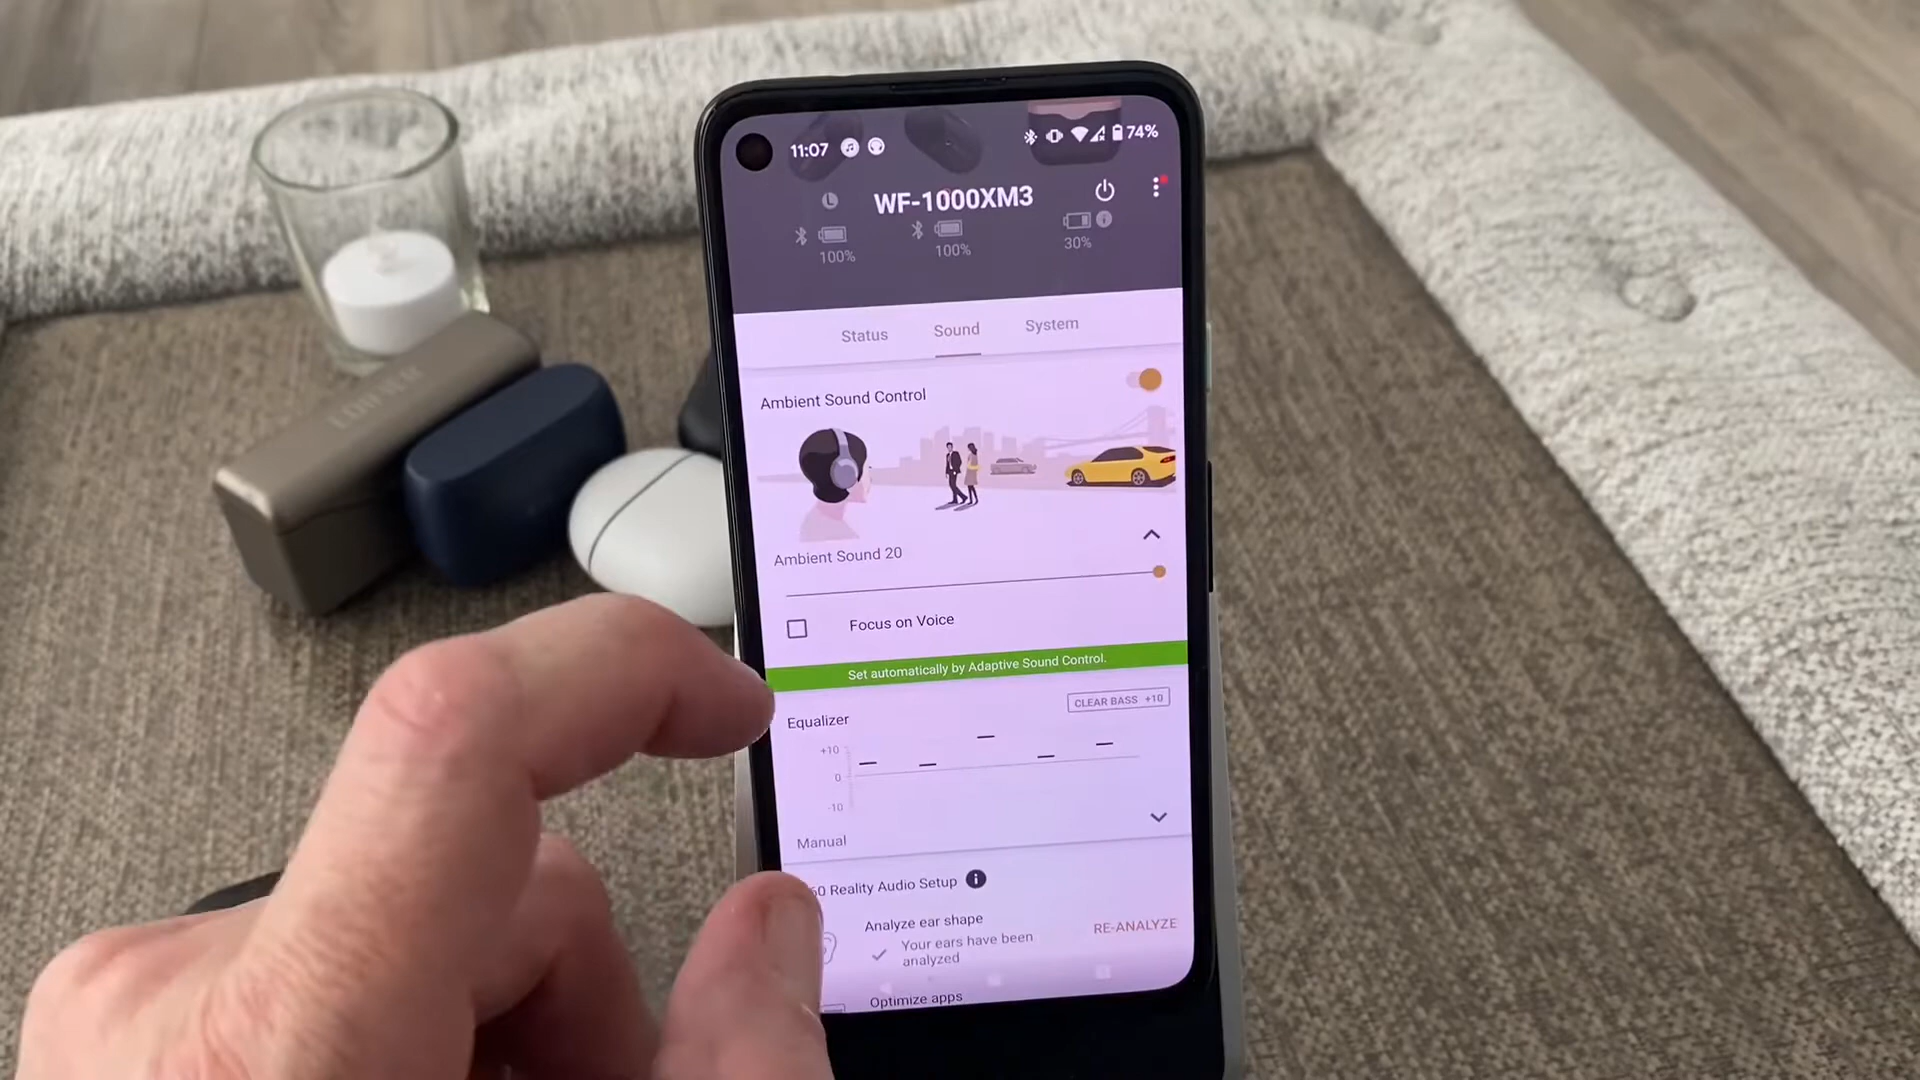 11:07
74%
WF-1000XM3
L
100%
100%
30%
Status
Sound
System
Ambient Sound Control
Ambient Sound 20
Focus on Voice
Set automatically by Adaptive Sound Control.
CLEAR BASS +10
Equalizer
+10
0
-10
Manual
60 Reality Audio Setup
Analyze ear shape
RE-ANALYZE
Your ears have been
analyzed
Optimize apps